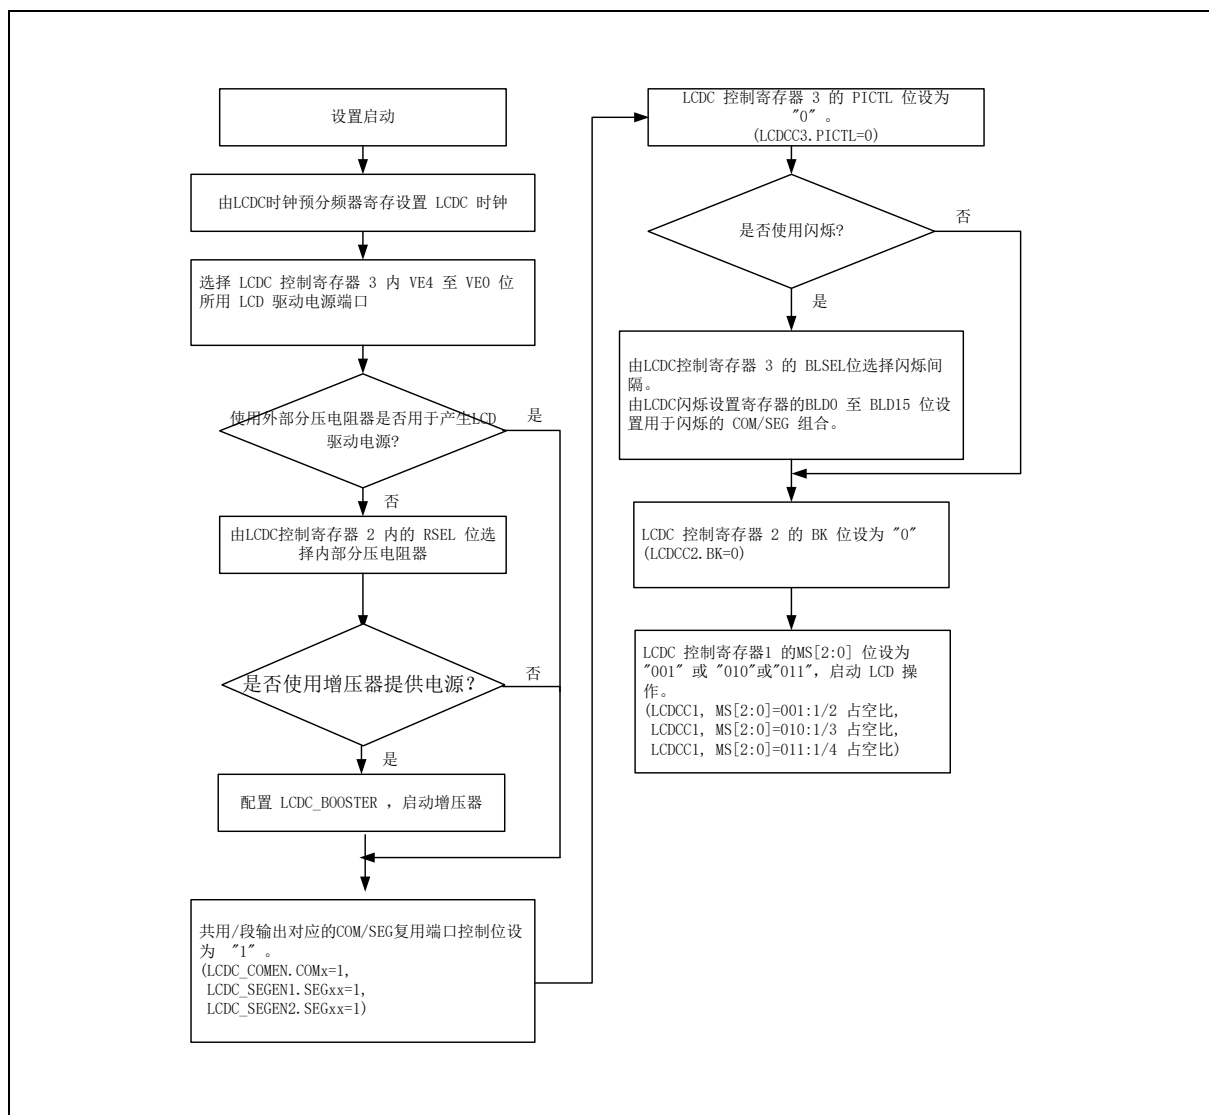 设置启动
由LCDC时钟预分频器寄存设置 LCDC 时钟
选择 LCDC 控制寄存器 3 内 VE4 至 VE0 位
所用 LCD 驱动电源端口
使用外部分压电阻器是否用于产生LCD
驱动电源?
是
否
由LCDC控制寄存器 2 内的 RSEL 位选
择内部分压电阻器
是否使用增压器提供电源?
否
是
配置 LCDC_BOOSTER ，启动增压器
共用/段输出对应的COM/SEG复用端口控制位设
为 "1" 。
(LCDC_COMEN.COMx=1,
LCDC_SEGEN1.SEGxx=1,
LCDC_SEGEN2.SEGxx=1)
LCDC 控制寄存器 3 的 PICTL 位设为
"0" 。
(LCDCC3.PICTL=0)
是否使用闪烁?
否
是
由LCDC控制寄存器 3 的 BLSEL位选择闪烁间
隔。
由LCDC闪烁设置寄存器的BLD0 至 BLD15 位设
置用于闪烁的 COM/SEG 组合。
LCDC 控制寄存器 2 的 BK 位设为 "0"
(LCDCC2.BK=0)
LCDC 控制寄存器1 的MS[2:0] 位设为
"001" 或 "010"或"011"，启动 LCD 操
作。
(LCDCC1, MS[2:0]=001:1/2 占空比,
LCDCC1, MS[2:0]=010:1/3 占空比,
LCDCC1, MS[2:0]=011:1/4 占空比)